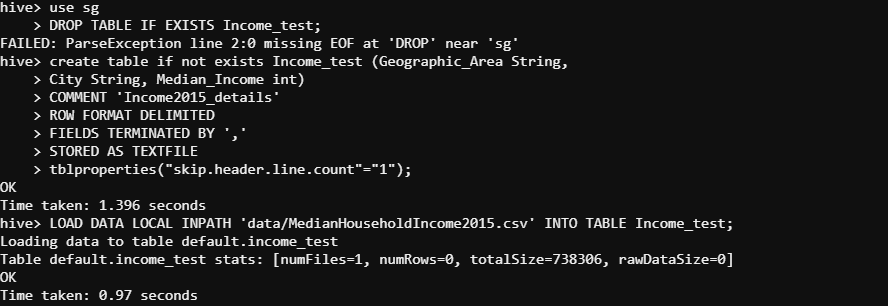 hive> use sg
    > DROP TABLE IF EXISTS Income_test;
FAILED: ParseException line 2:0 missing EOF at 'DROP' near 'sg'
hive> create table if not exists Income_test (Geographic_Area String,
    > City String, Median_Income int)
    > COMMENT 'Income2015_details'
    > ROW FORMAT DELIMITED
    > FIELDS TERMINATED BY ','
    > STORED AS TEXTFILE
    > tblproperties("skip.header.line.count"="1");
OK
Time taken: 1.396 seconds
hive> LOAD DATA LOCAL INPATH 'data/MedianHouseholdIncome2015.csv' INTO TABLE Income_test;
Loading data to table default.income_test
Table default.income_test stats: [numFiles=1, numRows=0, totalSize=738306, rawDataSize=0]
OK
Time taken: 0.97 seconds